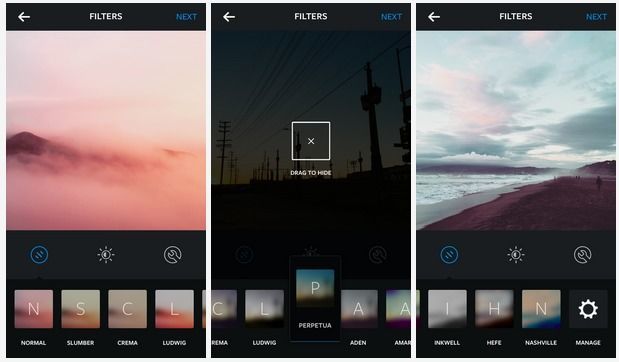 FILTERS NEXT
N S C L
NORMAL SLUMBER CREMA LUDWIG
FILTERS NEXT
×
DRAG TO HIDE
C L P A A
REMA LUDWIG PERPETUA ADEN AMAR
FILTERS NEXT
I H N
INKWELL HEFE NASHVILLE MANAGE